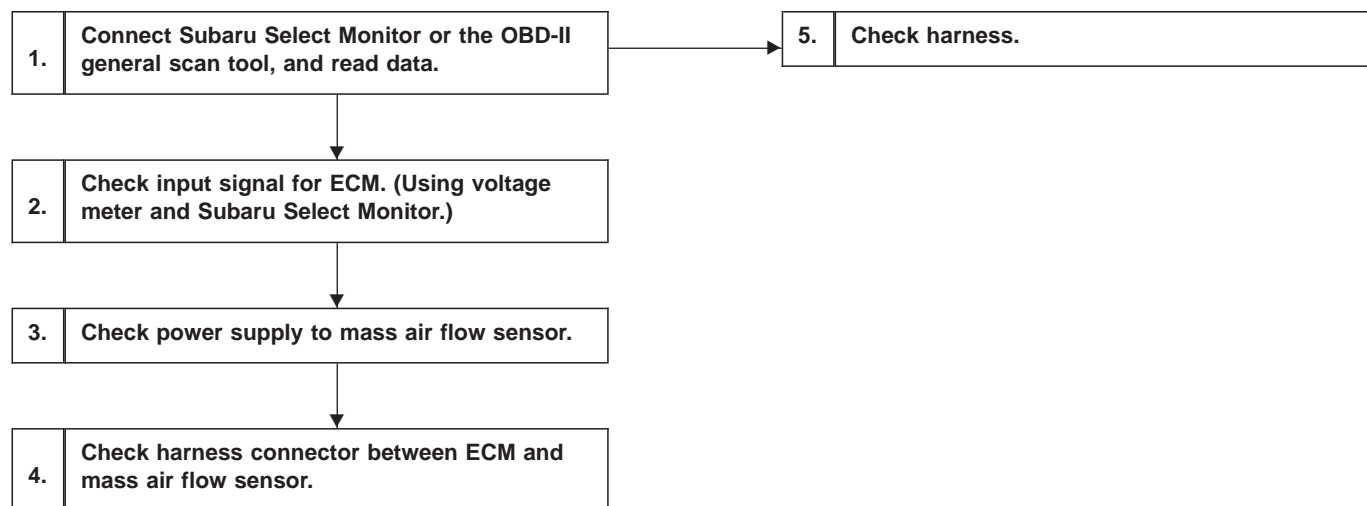 1. Connect Subaru Select Monitor or the OBD-II
general scan tool, and read data.
5. Check harness.
2. Check input signal for ECM. (Using voltage
meter and Subaru Select Monitor.)
3. Check power supply to mass air flow sensor.
4. Check harness connector between ECM and
mass air flow sensor.